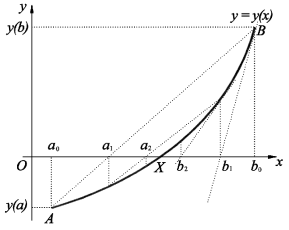 y
y = y(x)
y(b)
B
a₀ a₁ a₂
O X b₂ b₁ b₀ x
y(a)
A